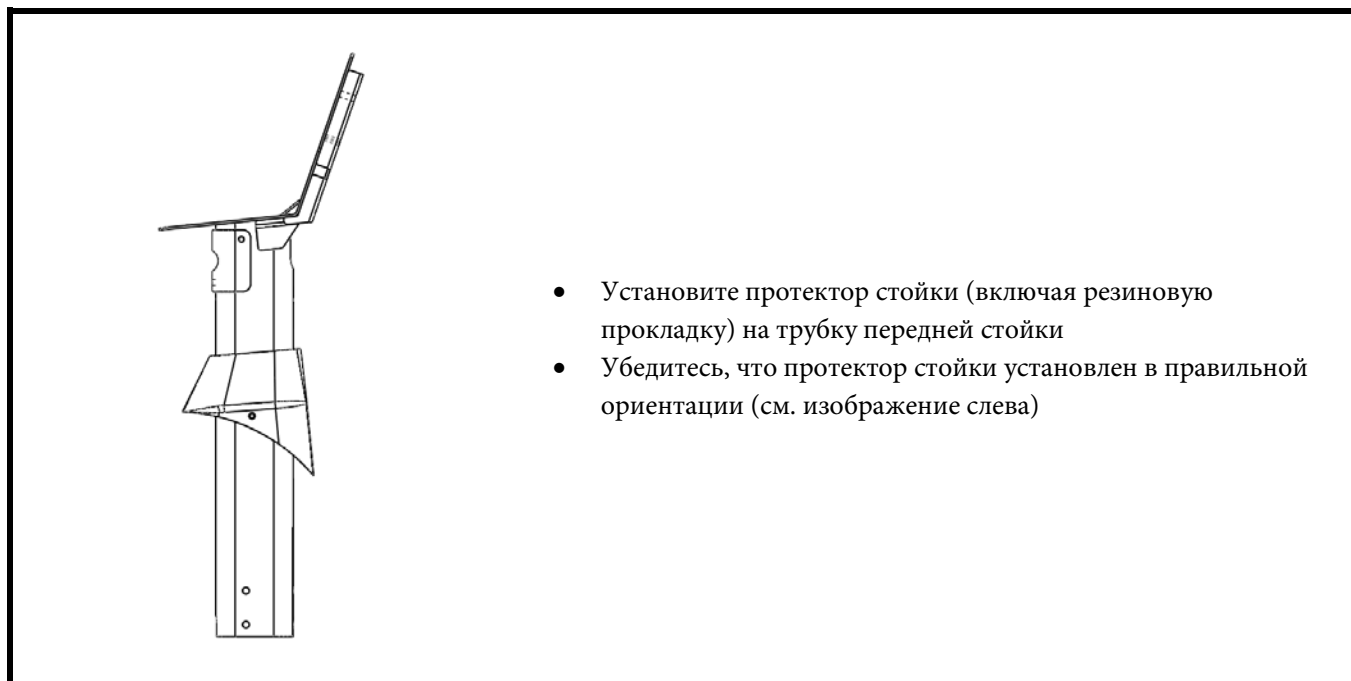 • Установите протектор стойки (включая резиновую
прокладку) на трубку передней стойки
• Убедитесь, что протектор стойки установлен в правильной
ориентации (см. изображение слева)